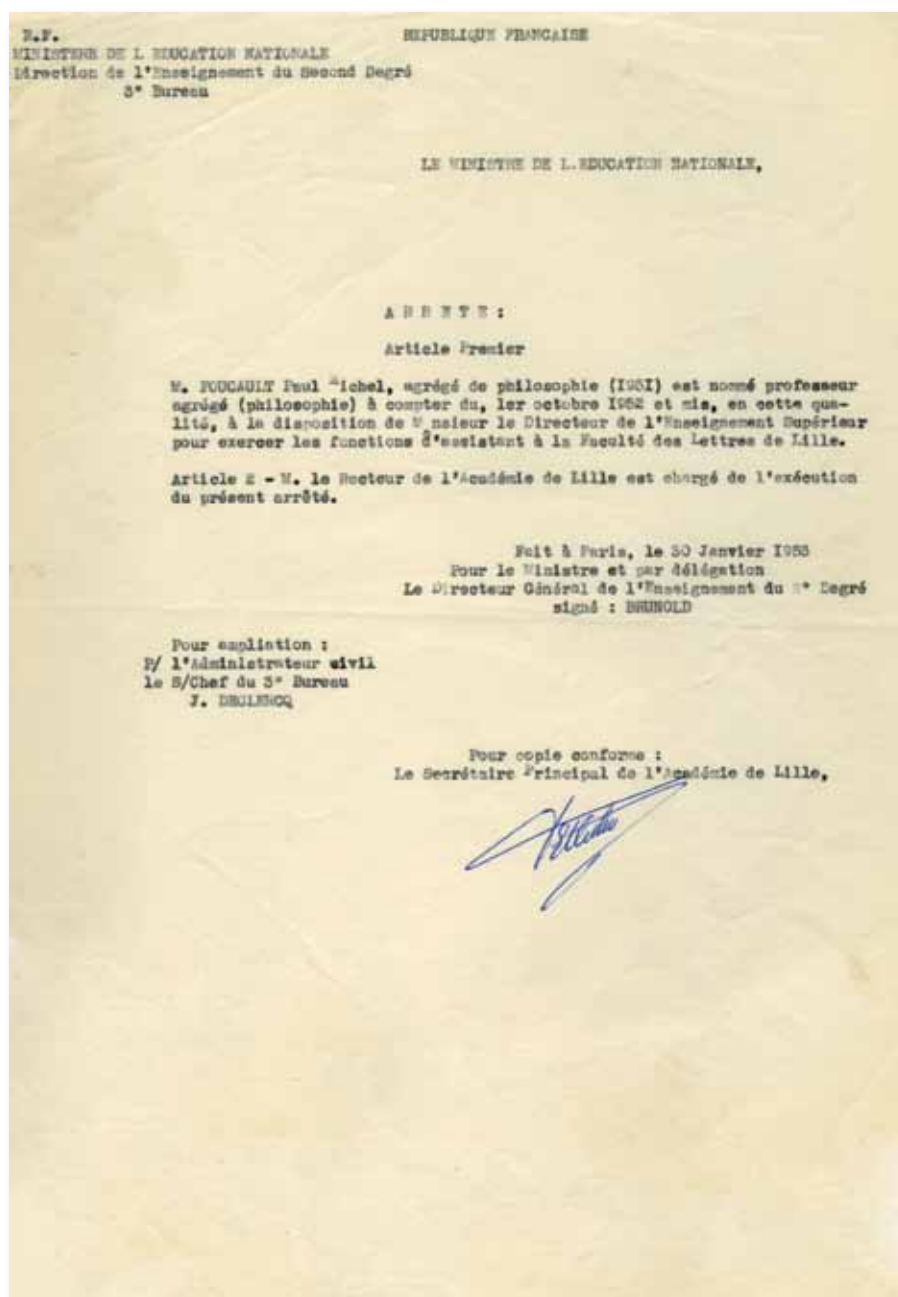 R.F.
REPUBLIQUE FRANCAISE
MINISTERE DE L EDUCATION NATIONALE
Direction de l'Enseignement du Second Degré
3° Bureau
LE MINISTRE DE L.EDUCATION NATIONALE,
A R R E T E :
Article Premier
M. FOUCAULT Paul Michel, agrégé de philosophie (I95I) est nommé professeur
agrégé (philosophie) à compter du, 1er octobre I952 et mis, en cette qua-
lité, à la disposition de M nsieur le Directeur de l'Enseignement Supérieur
pour exercer les fonctions d'assistant à la Faculté des Lettres de Lille.
Article 2 - M. le Recteur de l'Académie de Lille est chargé de l'exécution
du présent arrêté.
Fait à Paris, le 30 Janvier I953
Pour le Ministre et par délégation
Le Directeur Général de l'Enseignement du 2° Degré
signé : BRUNOLD
Pour ampliation :
P/ l'Administrateur civil
le S/Chef du 3° Bureau
J. DECLERCQ
Pour copie conforme :
Le Secrétaire Principal de l'Académie de Lille,